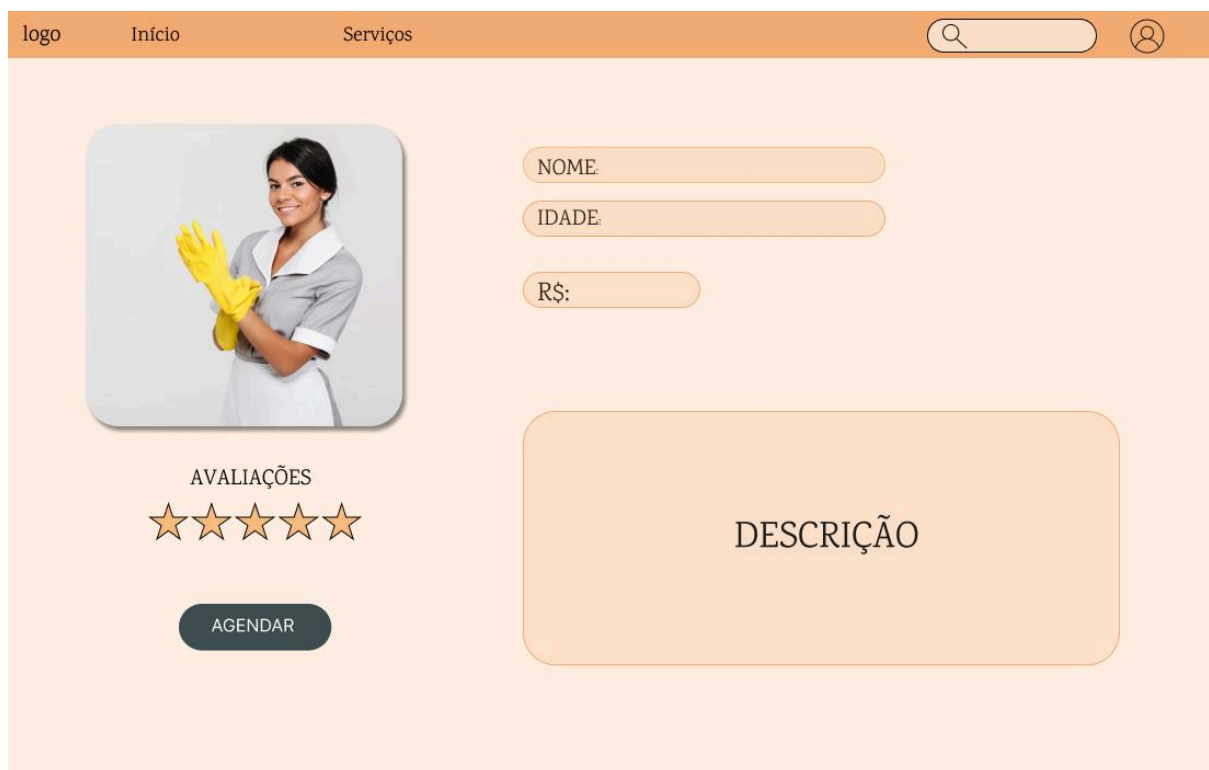 logo Início Serviços
NOME:
IDADE:
R$:
AVALIAÇÕES
DESCRIÇÃO
AGENDAR